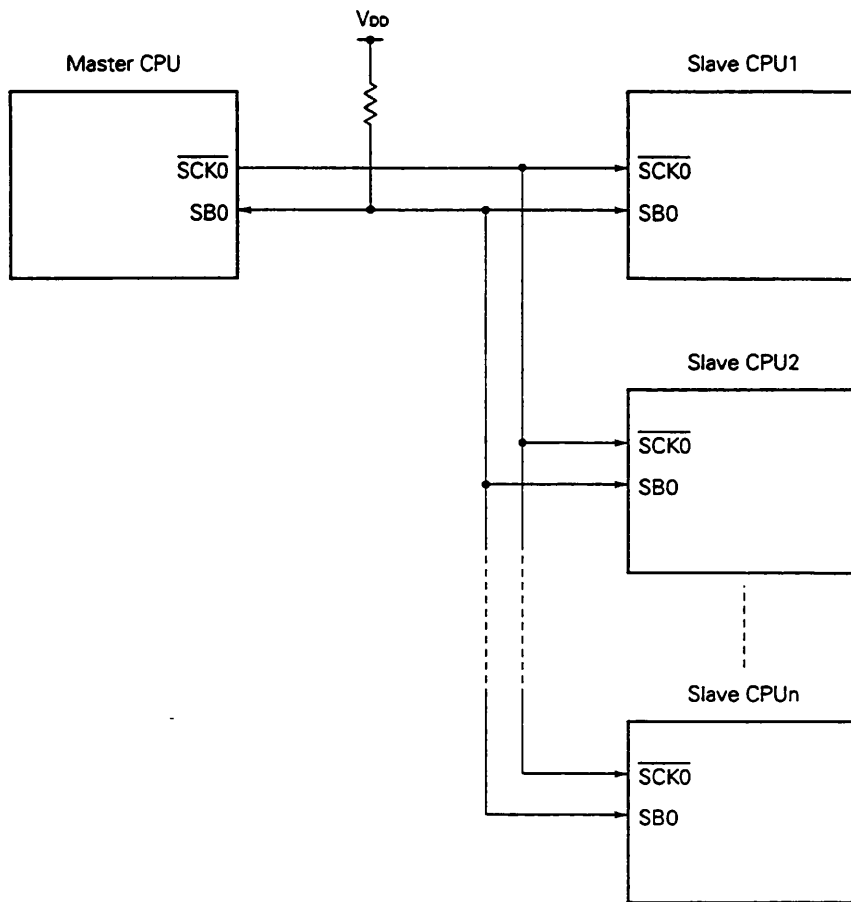 VDD
Master CPU
Slave CPU1
SCK0
SB0
SCK0
SB0
Slave CPU2
SCK0
SB0
Slave CPUn
SCK0
SB0